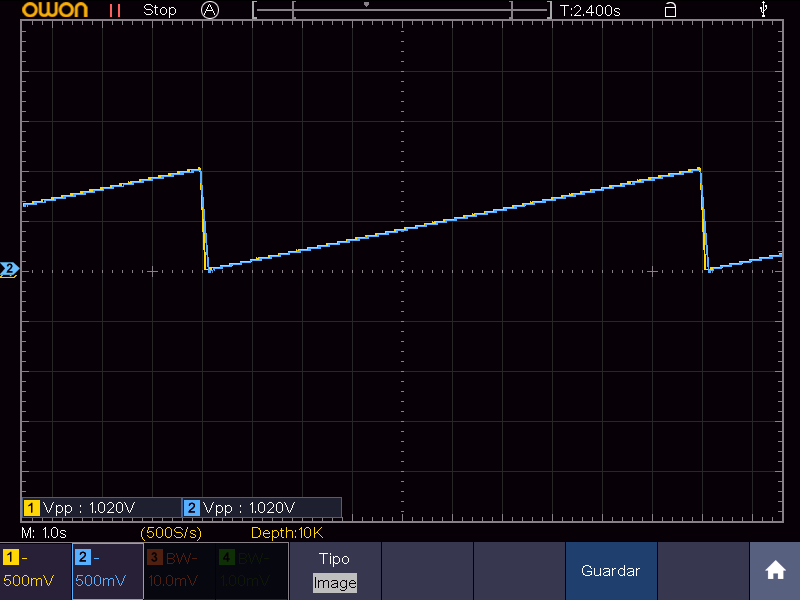 owon Stop A T:2.400s
2
1 Vpp : 1.020V 2 Vpp : 1.020V
M: 1.0s (500S/s) Depth:10K
1 - 2 - 3 BW- 4 BW- Tipo
500mV 500mV 10.0mV 1.00mV Image
Guardar